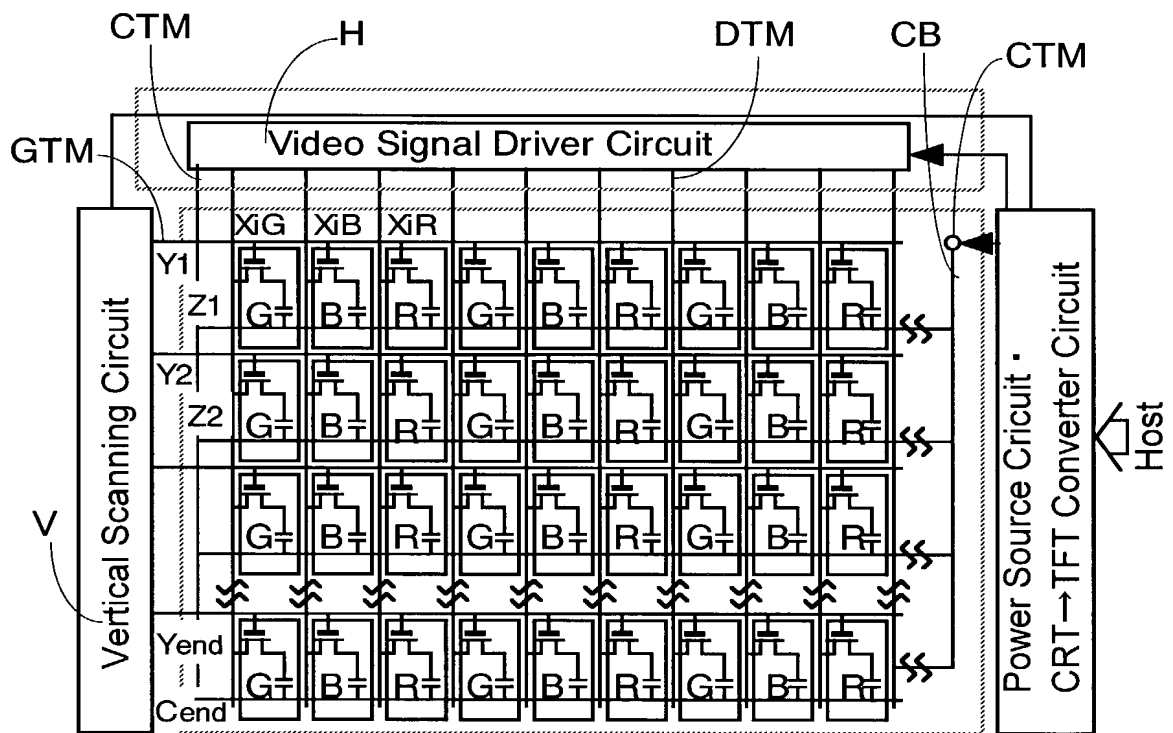 CTM H DTM CB CTM
Video Signal Driver Circuit
GTM
XiG XiB XiR
Y1
Z1 G B R G B R G B R
Y2
Z2 G B R G B R G B R
G B R G B R G B R
V
Yend
G B R G B R G B R
Cend
Vertical Scanning Circuit
Power Source Cricuit ·
CRT→TFT Converter Circuit
Host